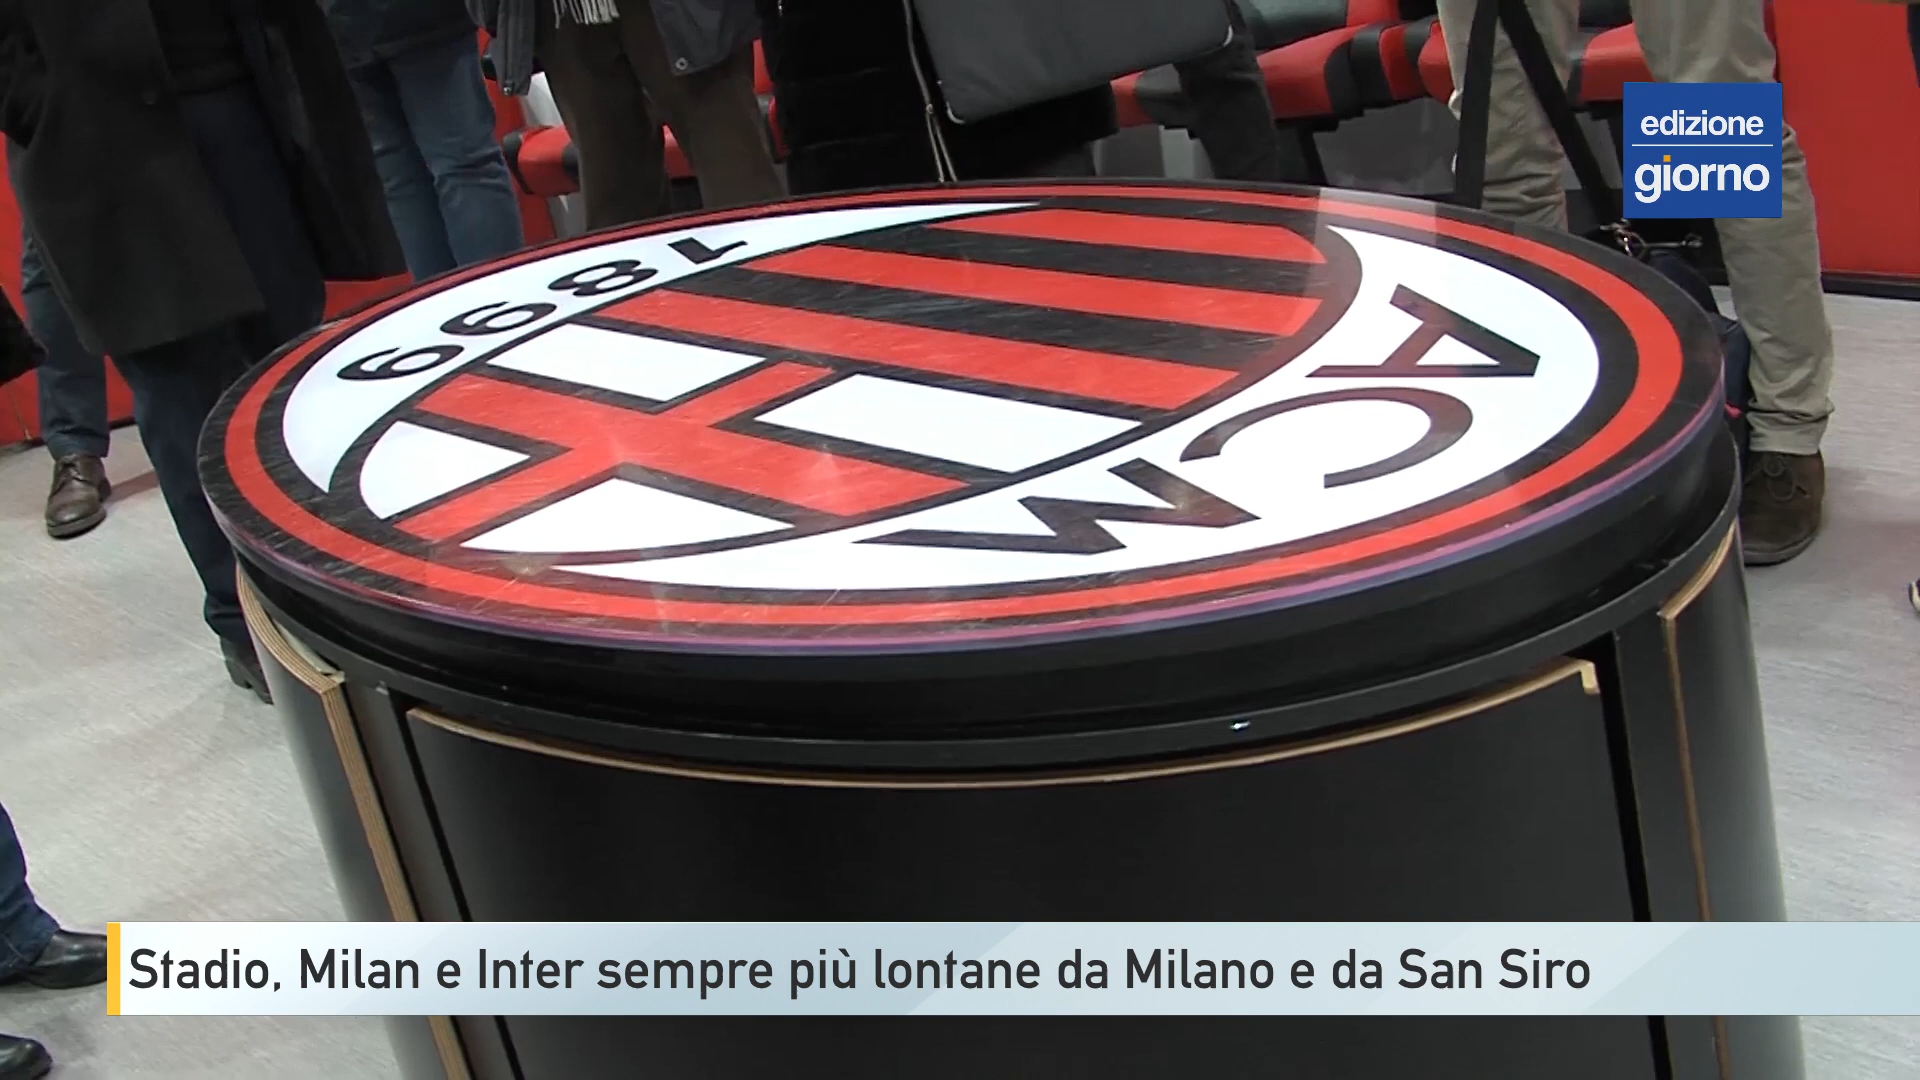 edizione
giorno
1899
ACM
Stadio, Milan e Inter sempre più lontane da Milano e da San Siro